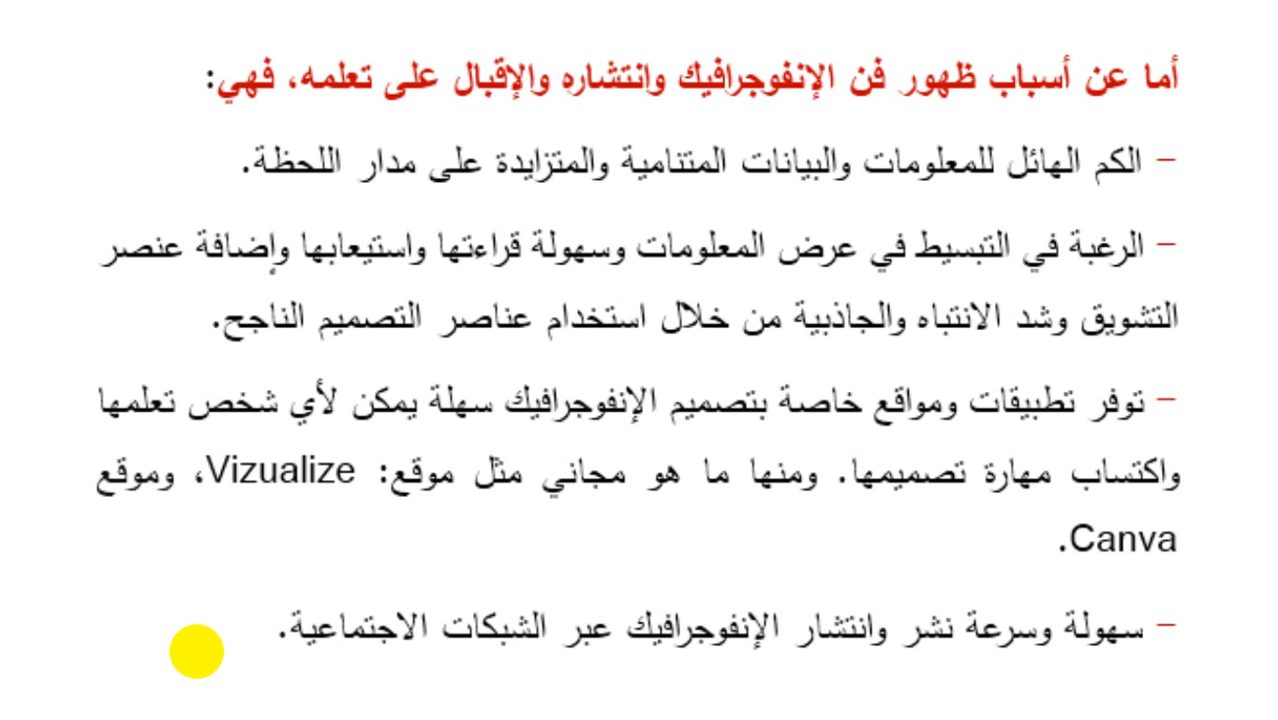 أما عن أسباب ظهور فن الإنفوجرافيك وانتشاره والإقبال على تعلمه، فهي:
– الكم الهائل للمعلومات والبيانات المتنامية والمتزايدة على مدار اللحظة.
– الرغبة في التبسيط في عرض المعلومات وسهولة قراءتها واستيعابها وإضافة عنصر
التشويق وشد الانتباه والجاذبية من خلال استخدام عناصر التصميم الناجح.
– توفر تطبيقات ومواقع خاصة بتصميم الإنفوجرافيك سهلة يمكن لأي شخص تعلمها
واكتساب مهارة تصميمها. ومنها ما هو مجاني مثل موقع: Vizualize، وموقع
Canva.
– سهولة وسرعة نشر وانتشار الإنفوجرافيك عبر الشبكات الاجتماعية.